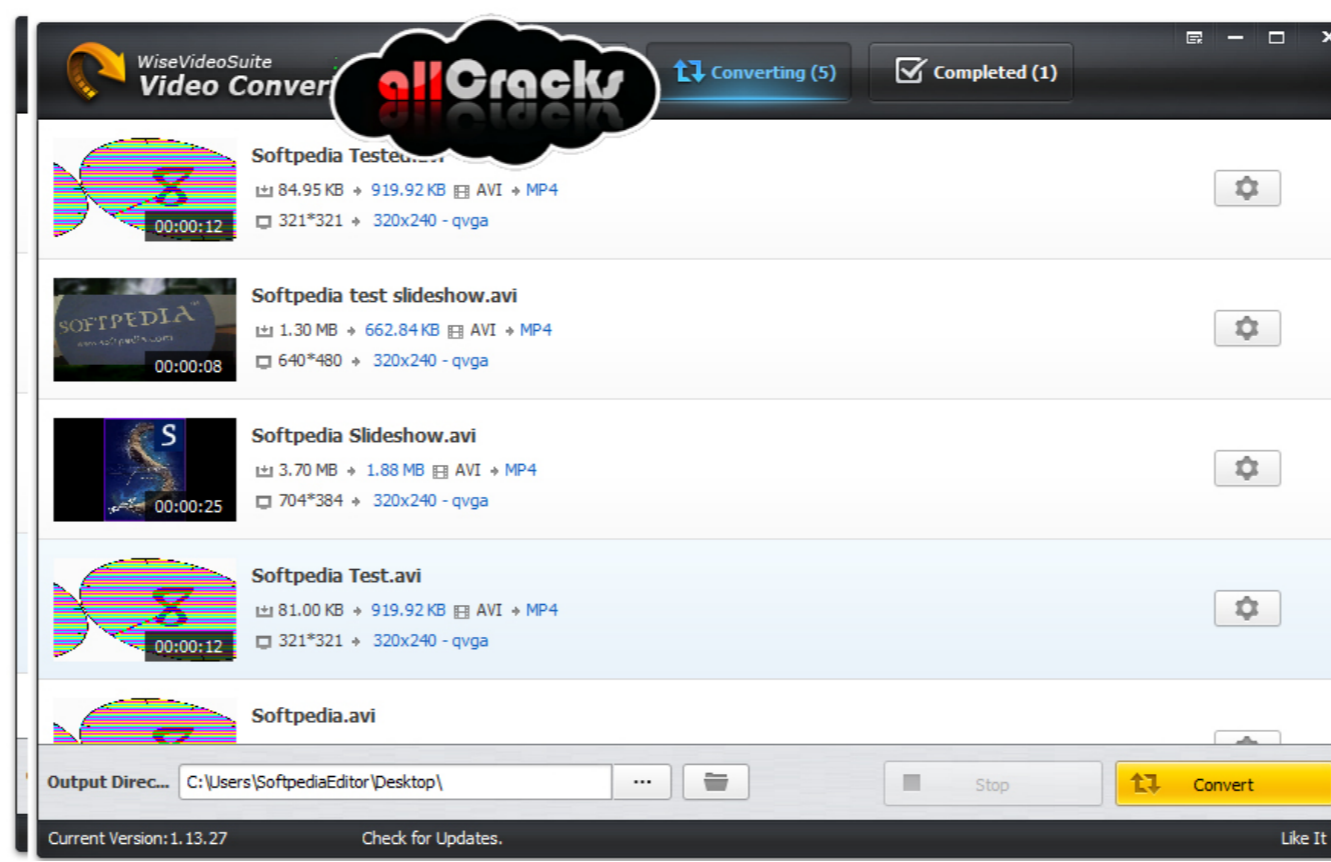 WiseVideoSuite
Video Conver
allCracks
Converting (5)
Completed (1)
Softpedia Tested.avi
84.95 KB 919.92 KB AVI MP4
00:00:12
321*321 320x240 - qvga
Softpedia test slideshow.avi
SOFTPEDIA
www.softpedia.com
1.30 MB 662.84 KB AVI MP4
00:00:08
640*480 320x240 - qvga
Softpedia Slideshow.avi
S
3.70 MB 1.88 MB AVI MP4
00:00:25
704*384 320x240 - qvga
Softpedia Test.avi
81.00 KB 919.92 KB AVI MP4
00:00:12
321*321 320x240 - qvga
Softpedia.avi
Output Direc... C:\Users\SoftpediaEditor\Desktop\ ... Stop Convert
Current Version:1.13.27 Check for Updates. Like It